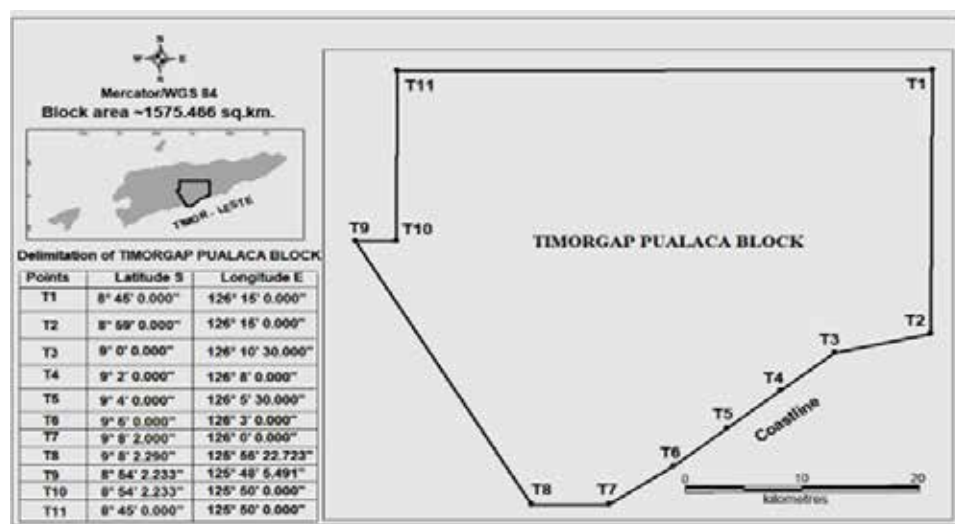 N
W E
S
Mercator/WGS 84
Block area ~1575.466 sq.km.
TIMOR - LESTE
Delimitation of TIMORGAP PUALACA BLOCK
Points Latitude S Longitude E
T1 8° 45' 0.000" 126° 15' 0.000"
T2 8° 59' 0.000" 126° 15' 0.000"
T3 9° 0' 0.000" 126° 10' 30.000"
T4 9° 2' 0.000" 126° 8' 0.000"
T5 9° 4' 0.000" 126° 5' 30.000"
T6 9° 6' 0.000" 126° 3' 0.000"
T7 9° 8' 2.000" 126° 0' 0.000"
T8 9° 8' 2.290" 125° 56' 22.723"
T9 8° 54' 2.233" 125° 48' 5.491"
T10 8° 54' 2.233" 125° 50' 0.000"
T11 8° 45' 0.000" 125° 50' 0.000"
T11 T1
T9 T10
TIMORGAP PUALACA BLOCK
T2
T3
T4
T5
Coastline
T6
T8 T7
0 10 20
kilometres